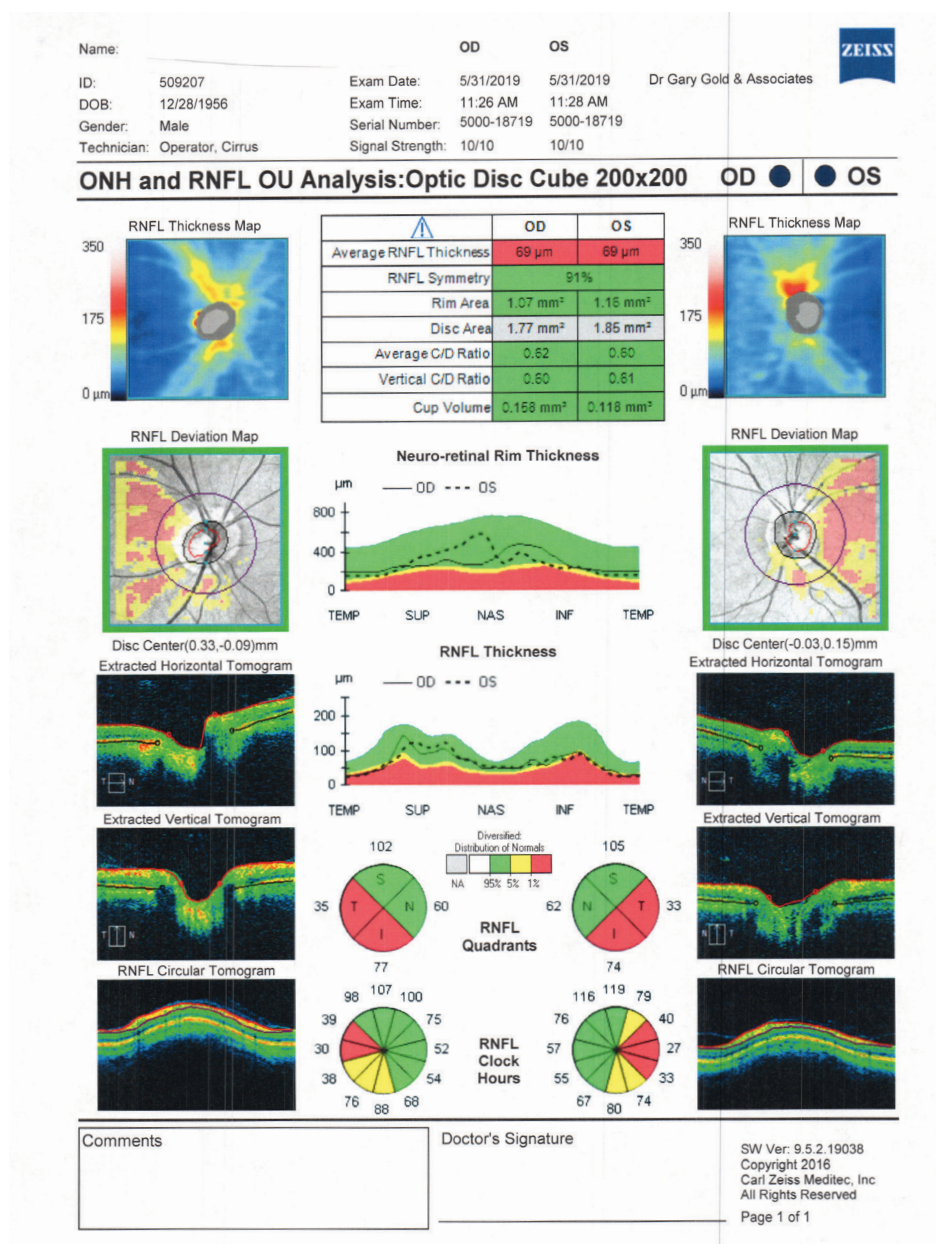 Name: OD OS
ZEISS
ID: 509207 Exam Date: 5/31/2019 5/31/2019 Dr Gary Gold & Associates
DOB: 12/28/1956 Exam Time: 11:26 AM 11:28 AM
Gender: Male Serial Number: 5000-18719 5000-18719
Technician: Operator, Cirrus Signal Strength: 10/10 10/10
ONH and RNFL OU Analysis:Optic Disc Cube 200x200 OD OS
RNFL Thickness Map
350
175
0 µm
OD OS
Average RNFL Thickness 69 µm 69 µm
RNFL Symmetry 91%
Rim Area 1.07 mm² 1.16 mm²
Disc Area 1.77 mm² 1.85 mm²
Average C/D Ratio 0.62 0.60
Vertical C/D Ratio 0.60 0.61
Cup Volume 0.158 mm³ 0.118 mm³
RNFL Thickness Map
350
175
0 µm
RNFL Deviation Map
Disc Center(0.33,-0.09)mm
Neuro-retinal Rim Thickness
µm OD OS
800
400
0
TEMP SUP NAS INF TEMP
RNFL Deviation Map
Disc Center(-0.03,0.15)mm
Extracted Horizontal Tomogram
T N
RNFL Thickness
µm OD OS
200
100
0
TEMP SUP NAS INF TEMP
Extracted Horizontal Tomogram
N T
Extracted Vertical Tomogram
T N
Diversified:
Distribution of Normals
NA 95% 5% 1%
102
S
35 T N 60
I
77
RNFL
Quadrants
105
S
62 N T 33
I
74
Extracted Vertical Tomogram
N T
RNFL Circular Tomogram
98 107 100
39 75
30 52
38 54
76 88 68
RNFL
Clock
Hours
116 119 79
76 40
57 27
55 33
67 80 74
RNFL Circular Tomogram
Comments
Doctor's Signature
SW Ver: 9.5.2.19038
Copyright 2016
Carl Zeiss Meditec, Inc
All Rights Reserved
Page 1 of 1